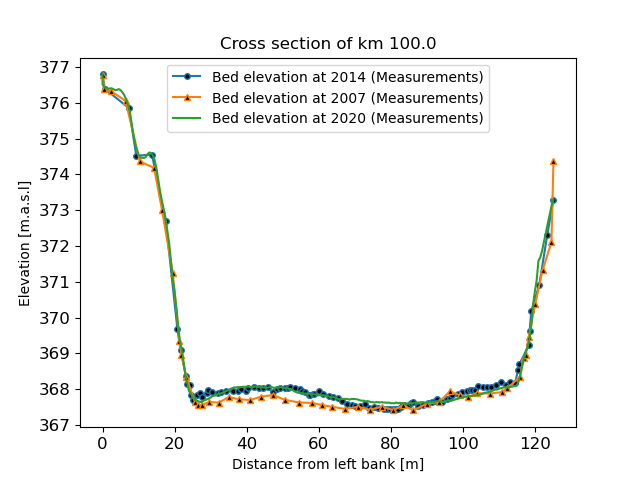 Cross section of km 100.0
Bed elevation at 2014 (Measurements)
Bed elevation at 2007 (Measurements)
Bed elevation at 2020 (Measurements)
377
376
375
374
373
372
371
370
369
368
367
Elevation [m.a.s.l]
0 20 40 60 80 100 120
Distance from left bank [m]